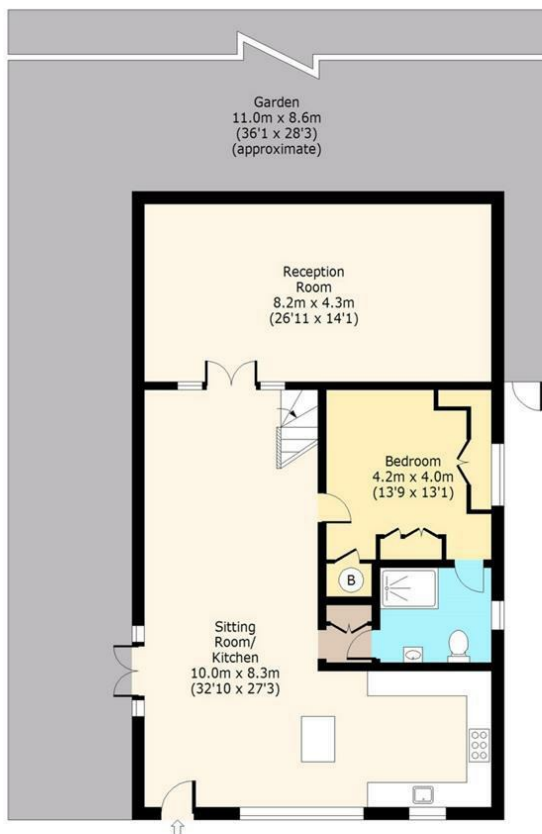 Garden
11.0m x 8.6m
(36'1 x 28'3)
(approximate)
Reception
Room
8.2m x 4.3m
(26'11 x 14'1)
Bedroom
4.2m x 4.0m
(13'9 x 13'1)
B
Sitting
Room/
Kitchen
10.0m x 8.3m
(32'10 x 27'3)